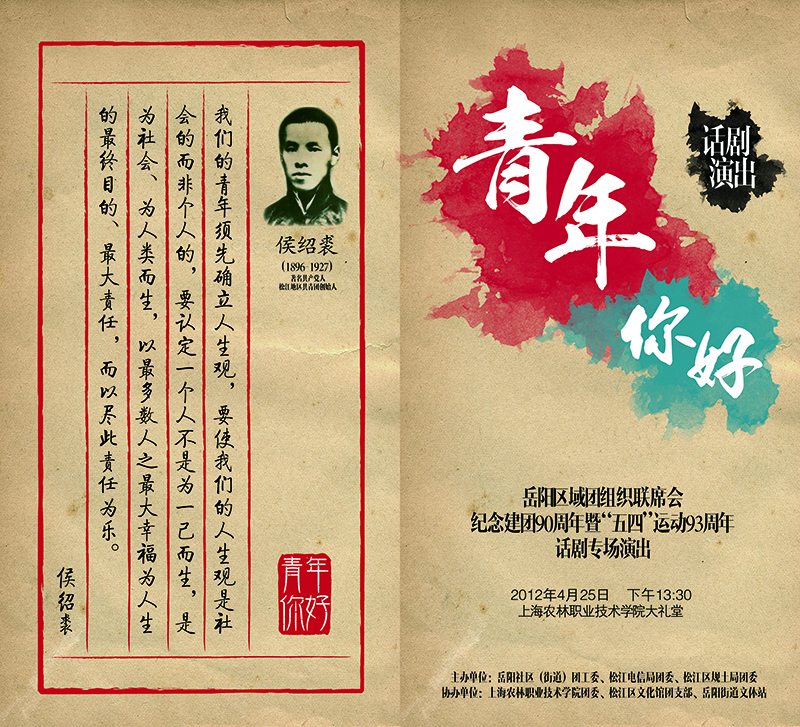 侯绍裘
(1896-1927)
著名共产党人
松江地区共青团创始人
我们的青年须先确立人生观，要使我们的人生观是社
会的而非个人的，要认定一个人不是为一己而生，是
为社会、为人类而生，以最多数人之最大幸福为人生
的最终目的、最大责任，而以尽此责任为乐。
侯绍裘
青年
你好
青年
你好
话剧
演出
岳阳区域团组织联席会
纪念建团90周年暨“五四”运动93周年
话剧专场演出
2012年4月25日 下午13:30
上海农林职业技术学院大礼堂
主办单位：岳阳社区（街道）团工委、松江电信局团委、松江区规土局团委
协办单位：上海农林职业技术学院团委、松江区文化馆团支部、岳阳街道文体站